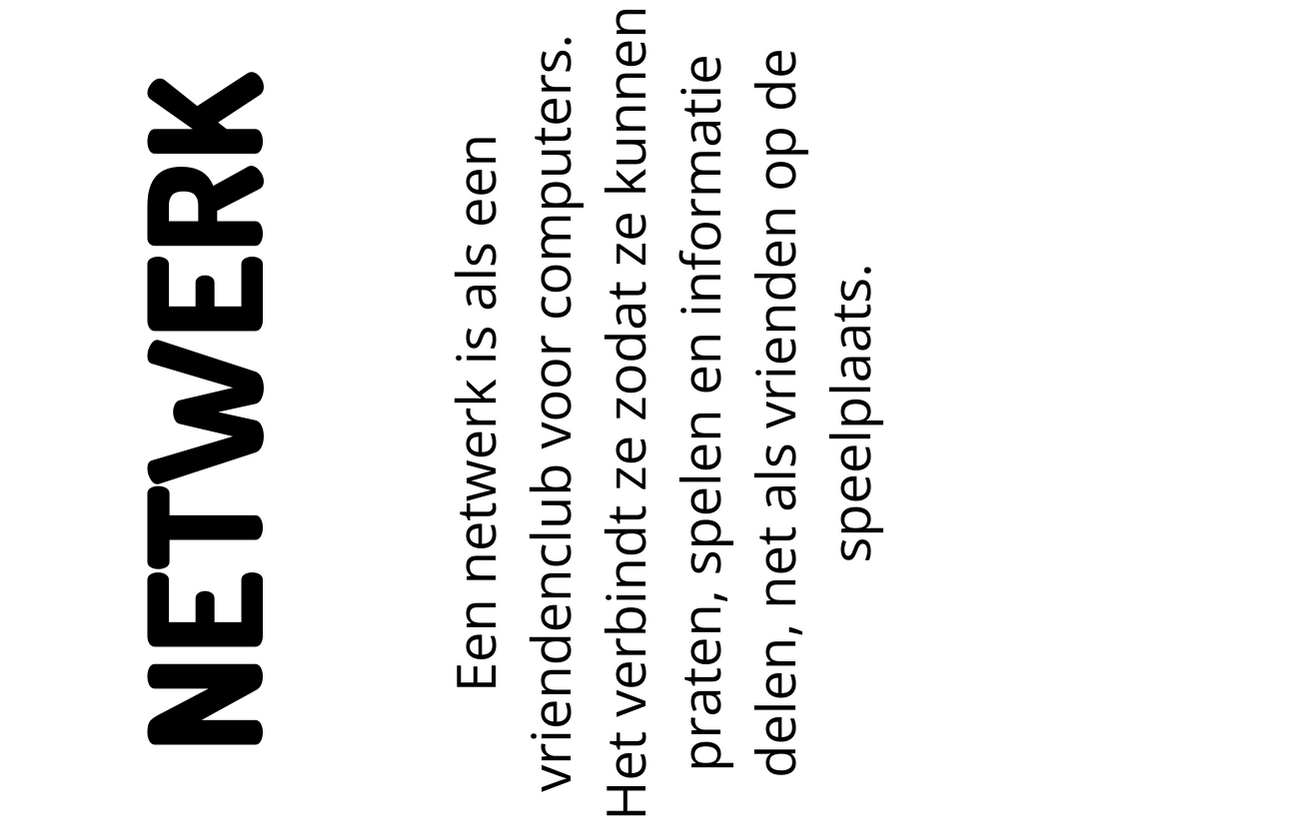 NETWERK
Een netwerk is als een
vriendenclub voor computers.
Het verbindt ze zodat ze kunnen
praten, spelen en informatie
delen, net als vrienden op de
speelplaats.